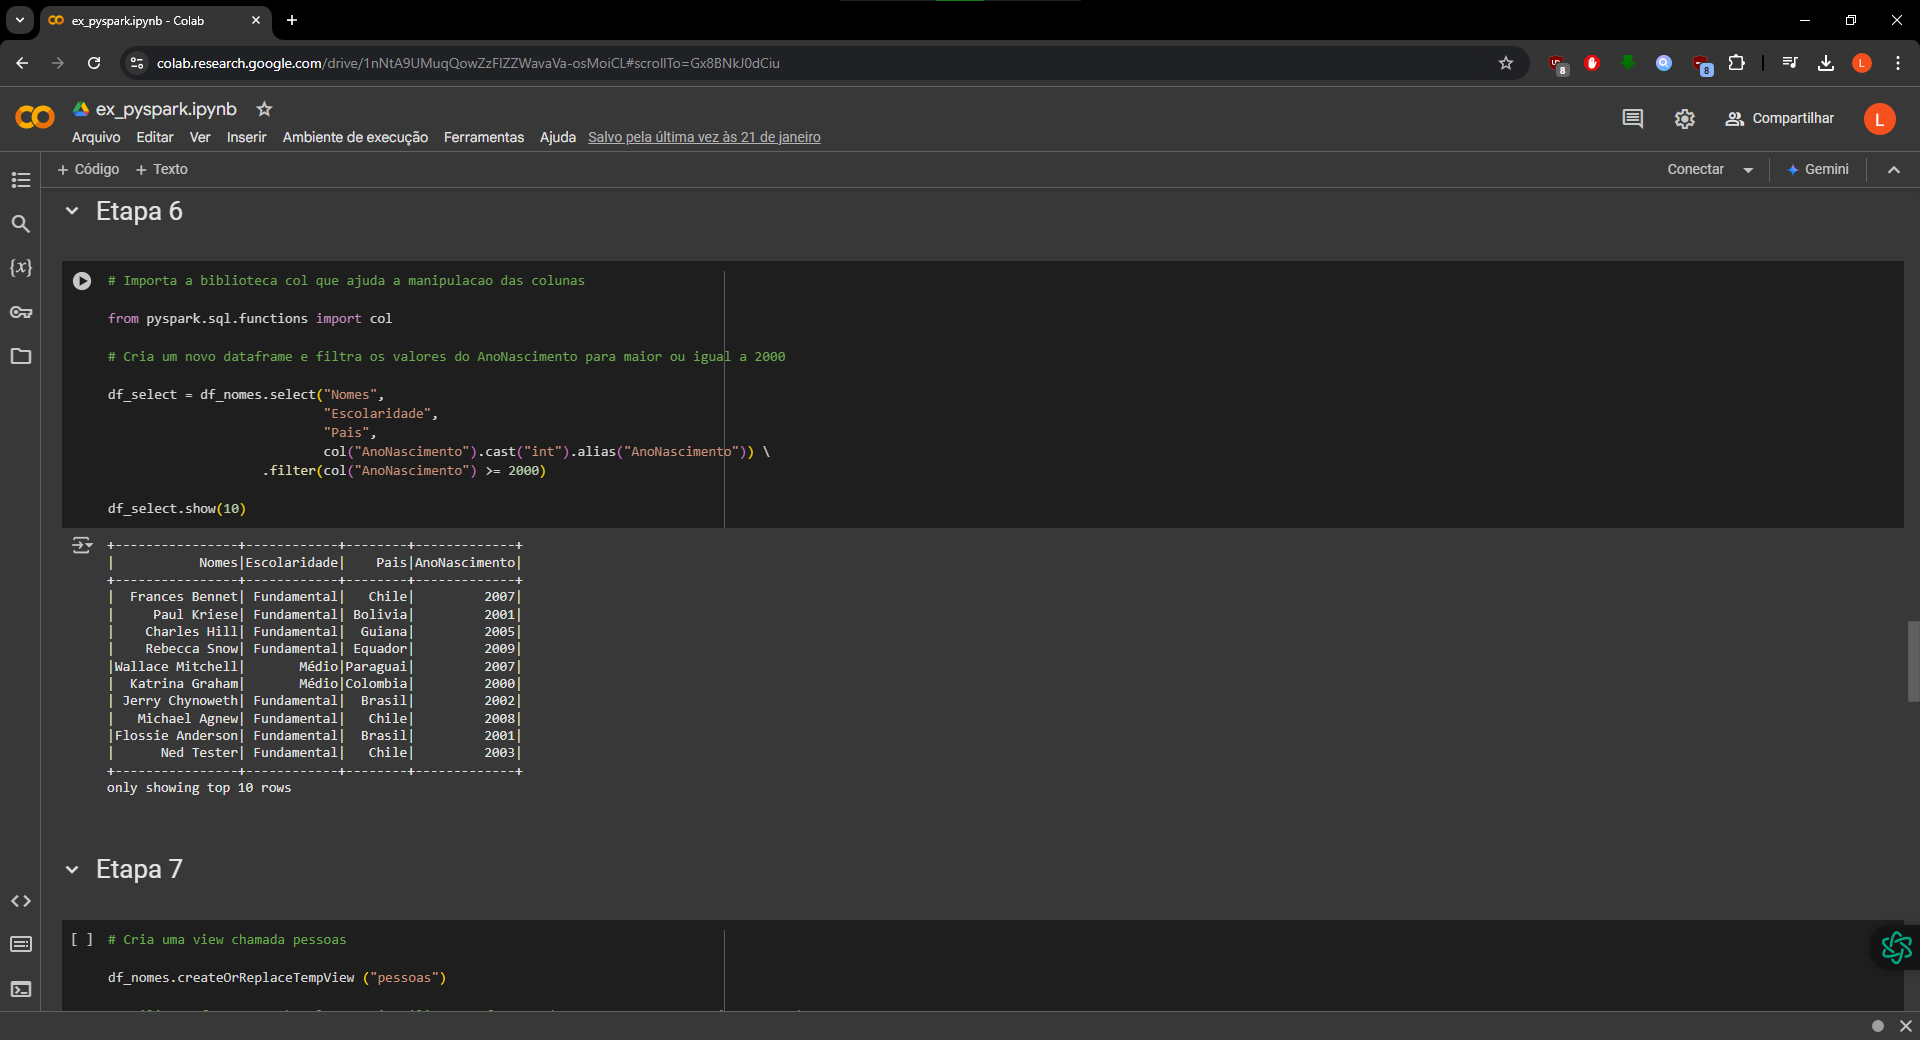 ex_pyspark.ipynb - Colab
colab.research.google.com/drive/1nNtA9UMuqQowZzFIZZWavaVa-osMoiCL#scrollTo=Gx8BNkJ0dCiu
8
8
L
ex_pyspark.ipynb
Arquivo Editar Ver Inserir Ambiente de execução Ferramentas Ajuda Salvo pela última vez às 21 de janeiro
Compartilhar
L
+ Código + Texto
Conectar
Gemini
Etapa 6
{x}
# Importa a biblioteca col que ajuda a manipulacao das colunas
from pyspark.sql.functions import col
# Cria um novo dataframe e filtra os valores do AnoNascimento para maior ou igual a 2000
df_select = df_nomes.select("Nomes",
"Escolaridade",
"Pais",
col("AnoNascimento").cast("int").alias("AnoNascimento")) \
.filter(col("AnoNascimento") >= 2000)
df_select.show(10)
+----------------+------------+--------+-------------+
|           Nomes|Escolaridade|    Pais|AnoNascimento|
+----------------+------------+--------+-------------+
|  Frances Bennet| Fundamental|   Chile|         2007|
|     Paul Kriese| Fundamental| Bolivia|         2001|
|    Charles Hill| Fundamental|  Guiana|         2005|
|    Rebecca Snow| Fundamental| Equador|         2009|
|Wallace Mitchell|       Médio|Paraguai|         2007|
|  Katrina Graham|       Médio|Colombia|         2000|
| Jerry Chynoweth| Fundamental|  Brasil|         2002|
|   Michael Agnew| Fundamental|   Chile|         2008|
|Flossie Anderson| Fundamental|  Brasil|         2001|
|      Ned Tester| Fundamental|   Chile|         2003|
+----------------+------------+--------+-------------+
only showing top 10 rows
Etapa 7
[ ] # Cria uma view chamada pessoas
df_nomes.createOrReplaceTempView ("pessoas")